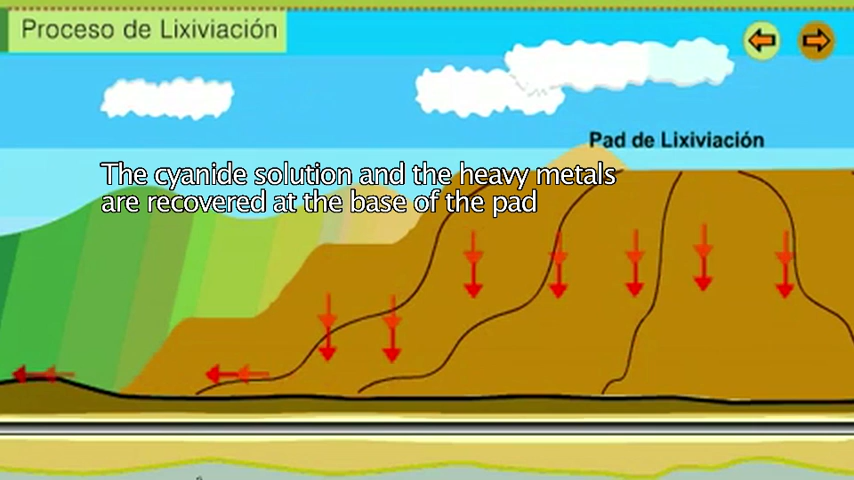 Proceso de Lixiviación
Pad de Lixiviación
The cyanide solution and the heavy metals
are recovered at the base of the pad